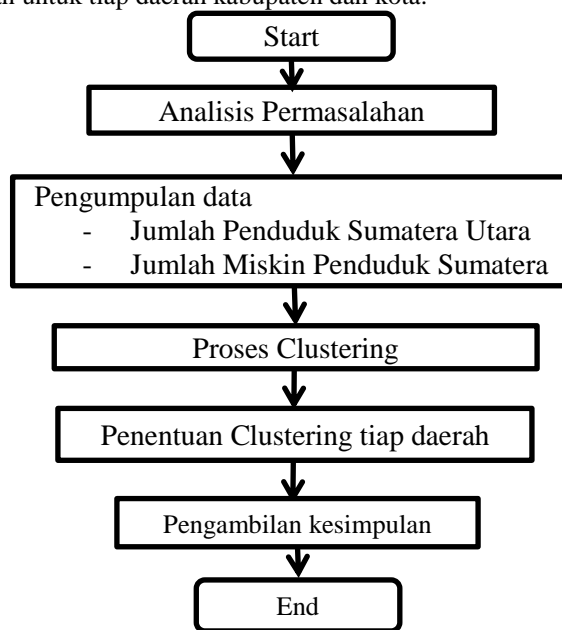 untuk tiap daerah kabupaten dan kota.
Start
Analisis Permasalahan
Pengumpulan data
- Jumlah Penduduk Sumatera Utara
- Jumlah Miskin Penduduk Sumatera
Proses Clustering
Penentuan Clustering tiap daerah
Pengambilan kesimpulan
End